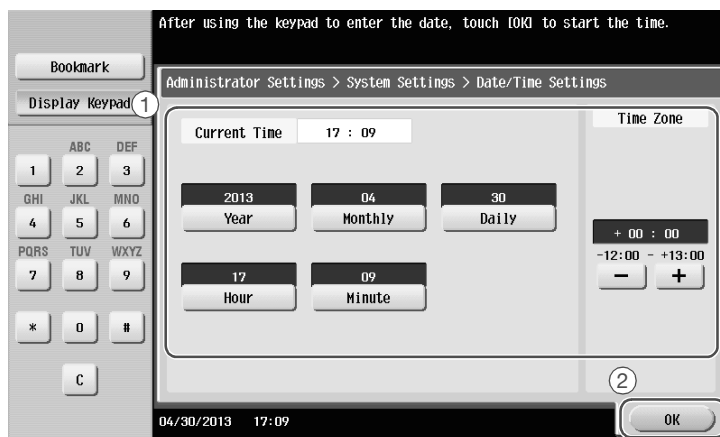 After using the keypad to enter the date, touch [OK] to start the time.
Bookmark
Display Keypad
1
Administrator Settings > System Settings > Date/Time Settings
Current Time 17 : 09
Time Zone
ABC DEF
1 2 3
GHI JKL MNO
4 5 6
PQRS TUV WXYZ
7 8 9
* 0 #
C
2013 04 30
Year Monthly Daily
17 09
Hour Minute
+ 00 : 00
-12:00 - +13:00
− +
2
04/30/2013 17:09
OK